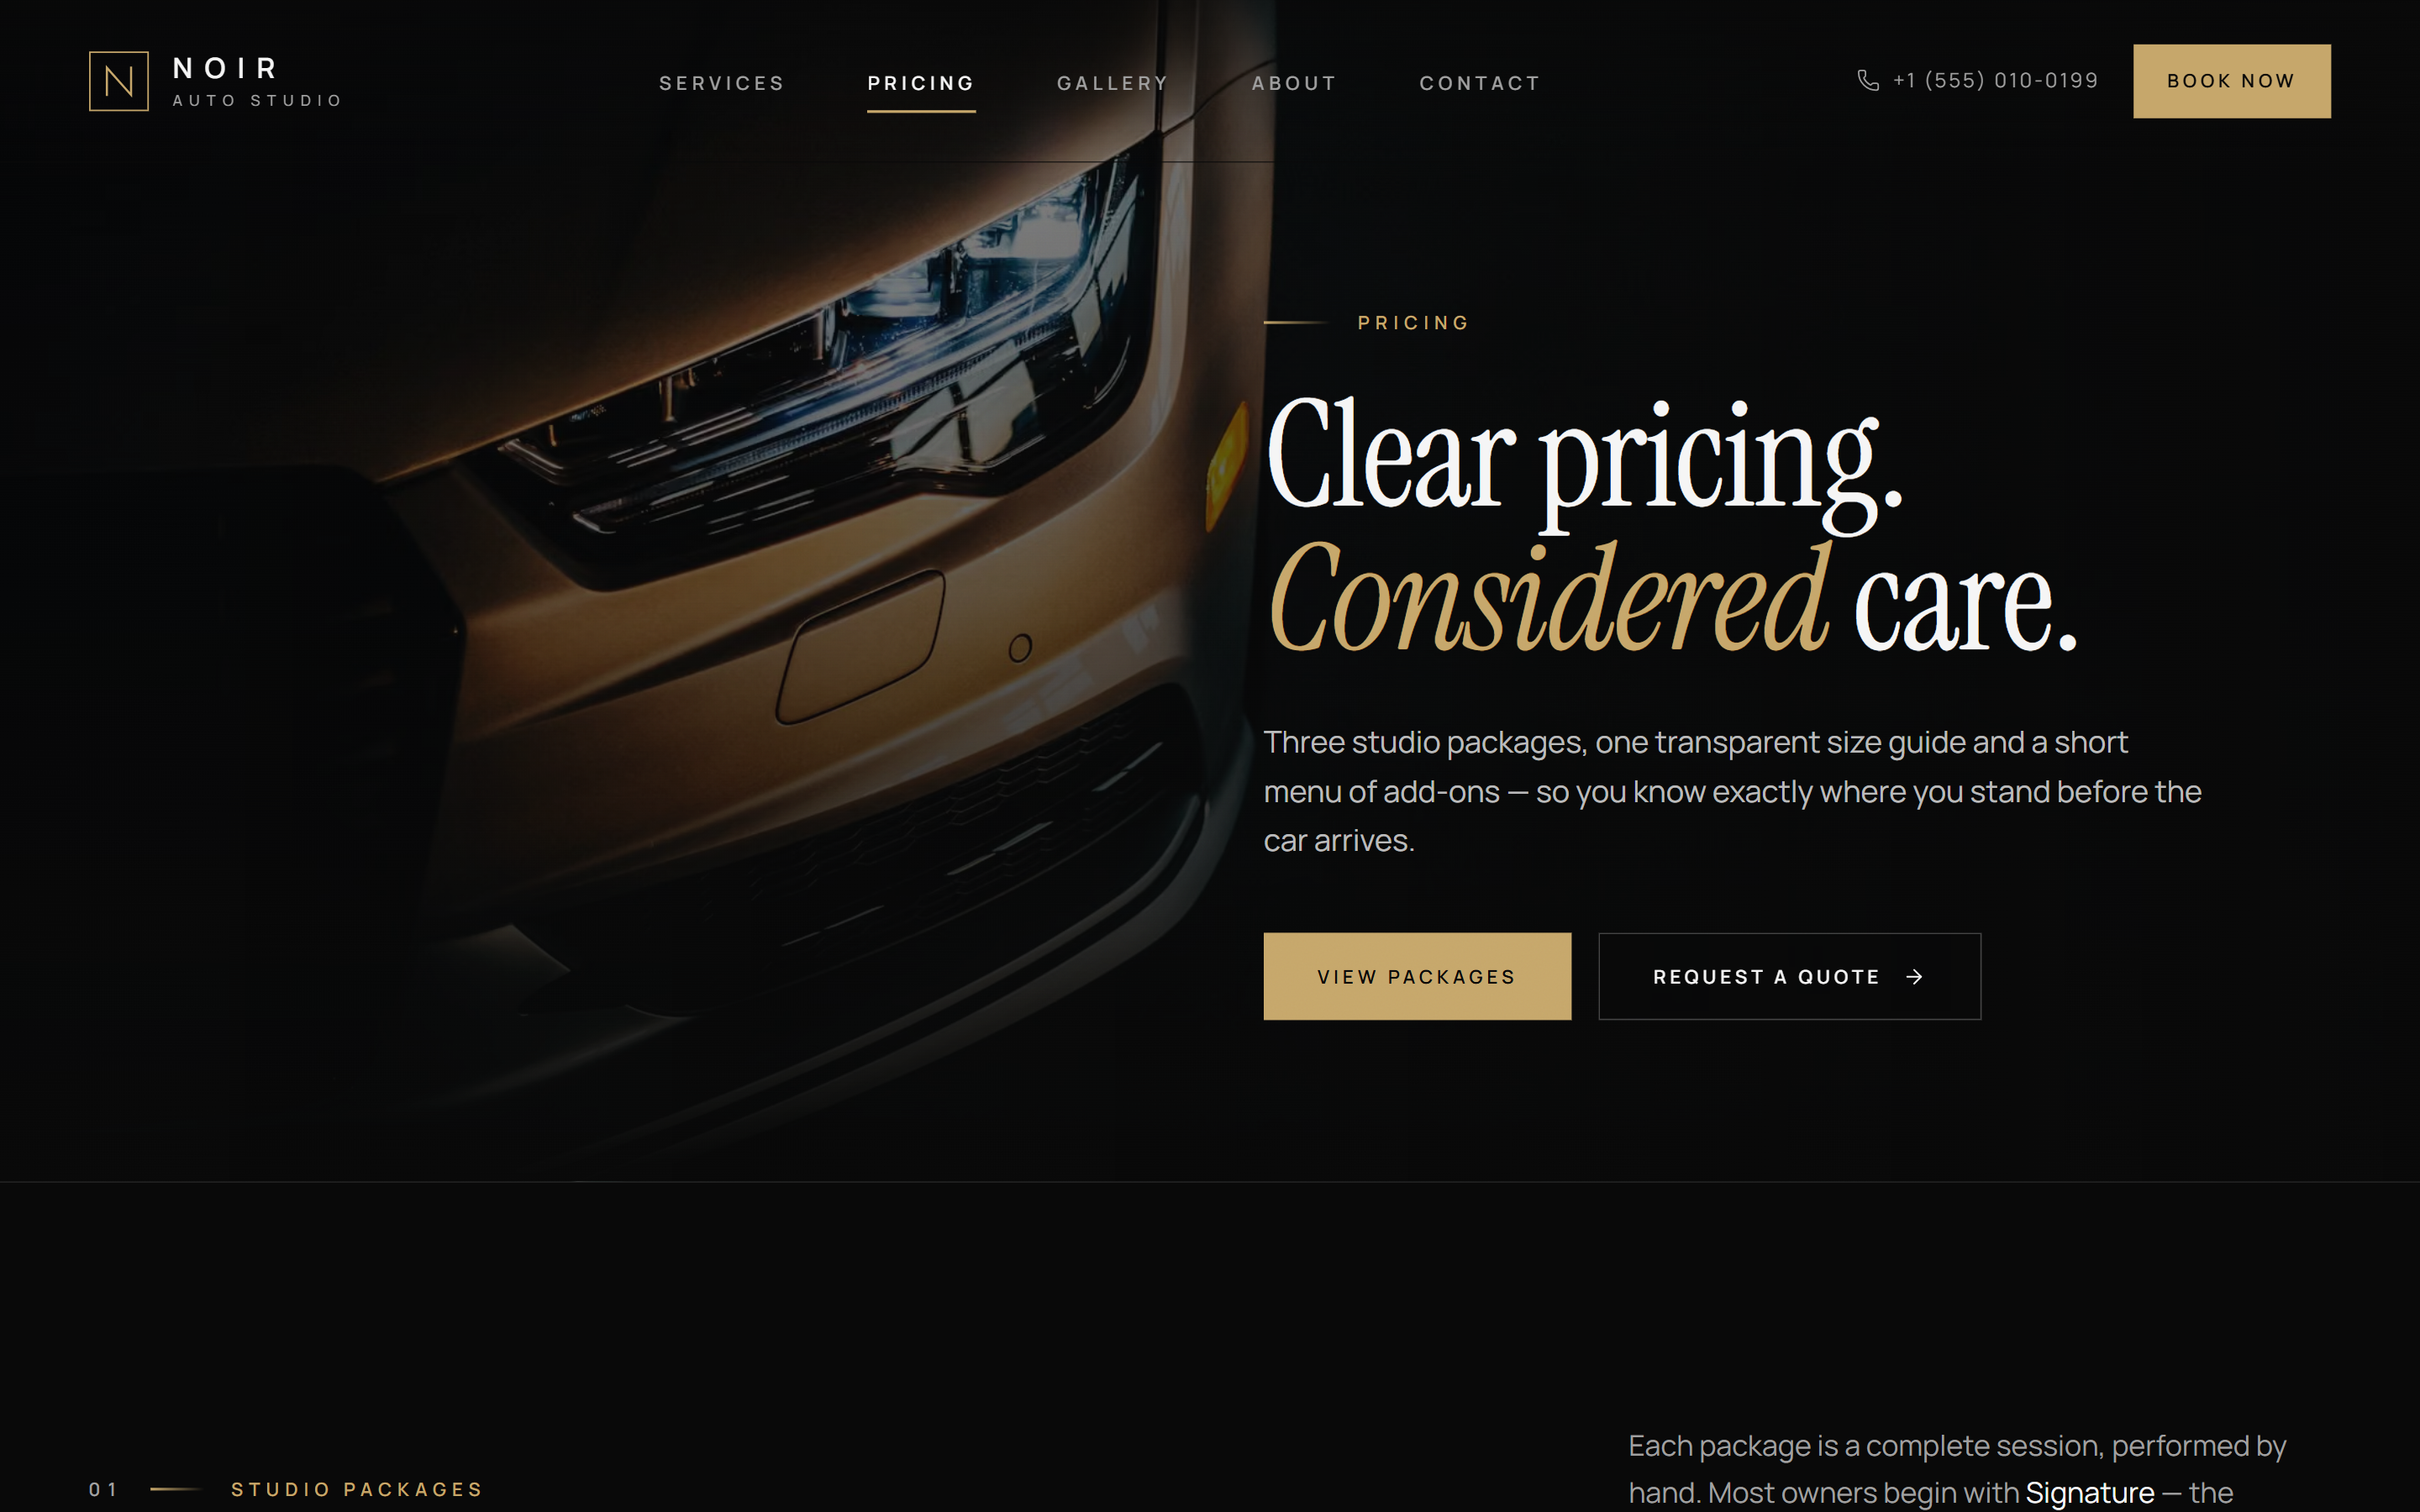 N
NOIR
AUTO STUDIO
SERVICES
PRICING
GALLERY
ABOUT
CONTACT
+1 (555) 010-0199
BOOK NOW
PRICING
Clear pricing.
Considered care.
Three studio packages, one transparent size guide and a short
menu of add-ons — so you know exactly where you stand before the
car arrives.
VIEW PACKAGES
REQUEST A QUOTE
01
STUDIO PACKAGES
Each package is a complete session, performed by
hand. Most owners begin with Signature — the